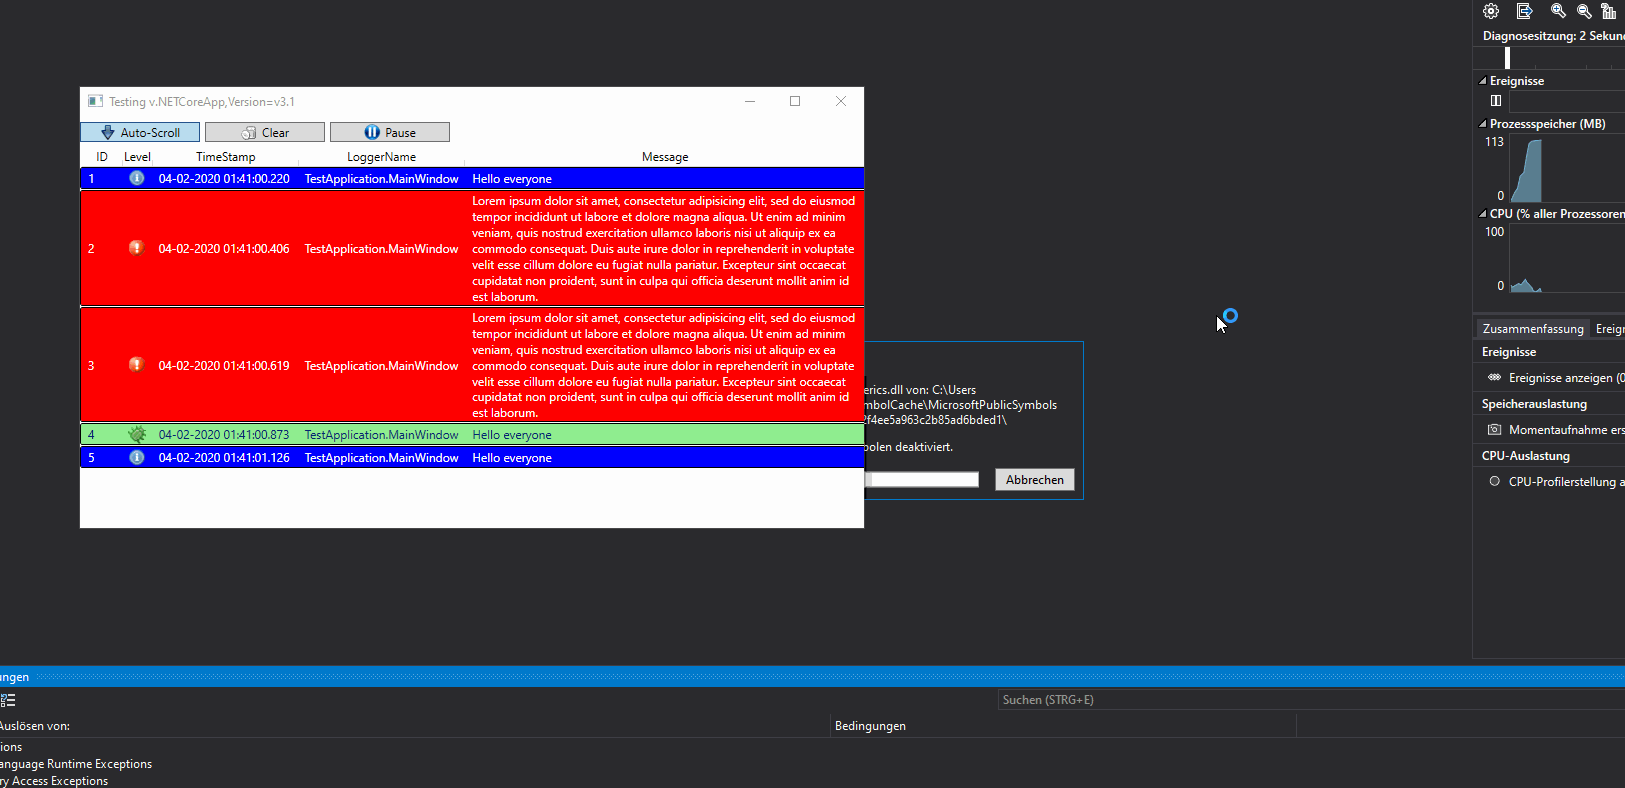 Diagnosesitzung: 2 Sekun
Testing v.NETCoreApp,Version=v3.1
Auto-Scroll Clear Pause
ID Level TimeStamp LoggerName Message
1 04-02-2020 01:41:00.220 TestApplication.MainWindow Hello everyone
2 04-02-2020 01:41:00.406 TestApplication.MainWindow
Lorem ipsum dolor sit amet, consectetur adipisicing elit, sed do eiusmod
tempor incididunt ut labore et dolore magna aliqua. Ut enim ad minim
veniam, quis nostrud exercitation ullamco laboris nisi ut aliquip ex ea
commodo consequat. Duis aute irure dolor in reprehenderit in voluptate
velit esse cillum dolore eu fugiat nulla pariatur. Excepteur sint occaecat
cupidatat non proident, sunt in culpa qui officia deserunt mollit anim id
est laborum.
3 04-02-2020 01:41:00.619 TestApplication.MainWindow
Lorem ipsum dolor sit amet, consectetur adipisicing elit, sed do eiusmod
tempor incididunt ut labore et dolore magna aliqua. Ut enim ad minim
veniam, quis nostrud exercitation ullamco laboris nisi ut aliquip ex ea
commodo consequat. Duis aute irure dolor in reprehenderit in voluptate
velit esse cillum dolore eu fugiat nulla pariatur. Excepteur sint occaecat
cupidatat non proident, sunt in culpa qui officia deserunt mollit anim id
est laborum.
4 04-02-2020 01:41:00.873 TestApplication.MainWindow Hello everyone
5 04-02-2020 01:41:01.126 TestApplication.MainWindow Hello everyone
erics.dll von: C:\Users
mbolCache\MicrosoftPublicSymbols
2f4ee5a963c2b85ad6bded1\
bolen deaktiviert.
Abbrechen
Ereignisse
Prozessspeicher (MB)
113
0
CPU (% aller Prozessoren
100
0
Zusammenfassung Ereign
Ereignisse
Ereignisse anzeigen (0
Speicherauslastung
Momentaufnahme ers
CPU-Auslastung
CPU-Profilerstellung a
ungen
Suchen (STRG+E)
Auslösen von: Bedingungen
ions
anguage Runtime Exceptions
ry Access Exceptions